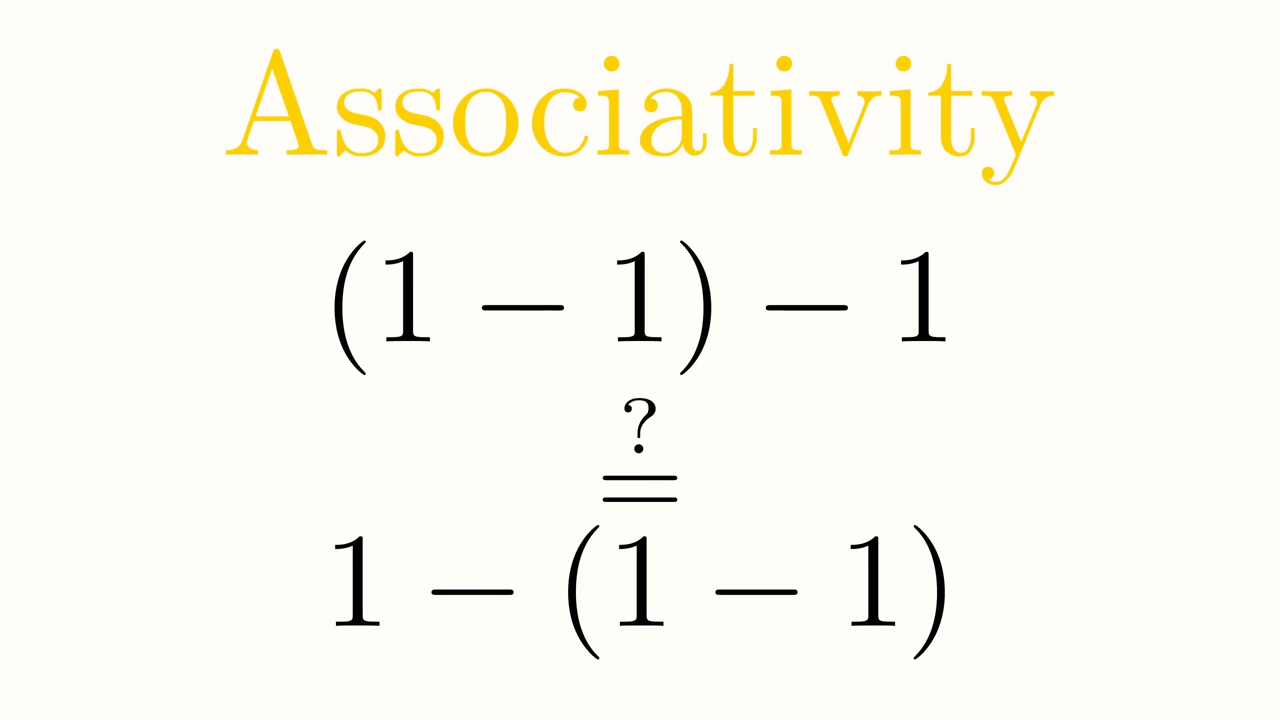 Associativity
(1 − 1) − 1
?
=
1 − (1 − 1)